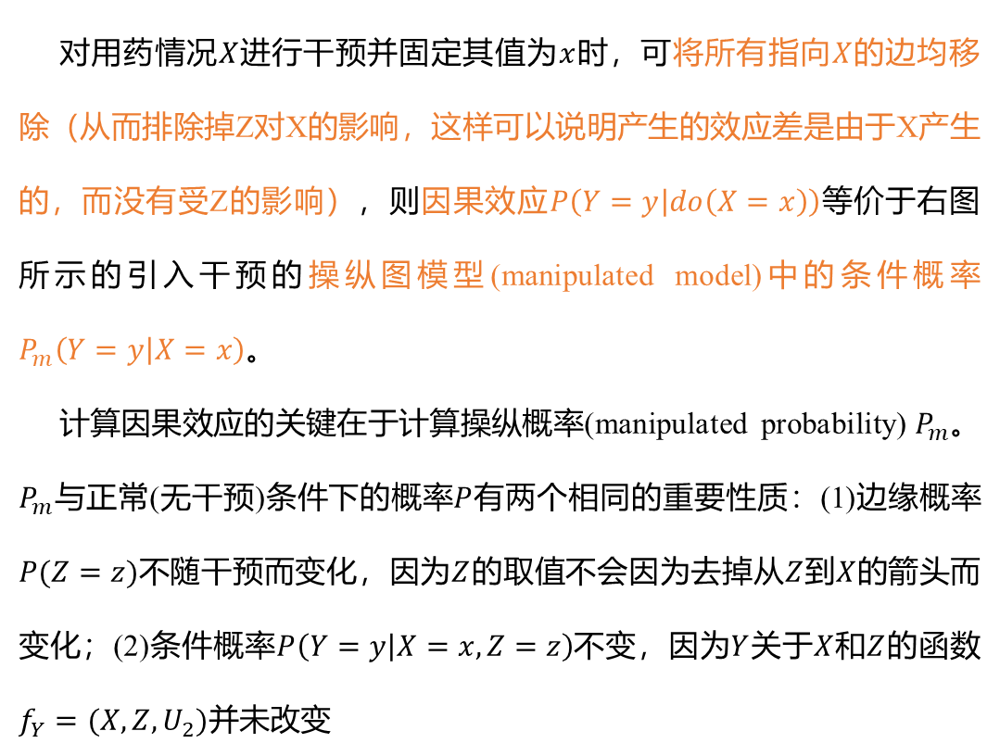 对用药情况𝑋进行干预并固定其值为𝑥时，可将所有指向𝑋的边均移
除（从而排除掉Z对X的影响，这样可以说明产生的效应差是由于X产生
的，而没有受Z的影响），则因果效应𝑃(𝑌 = 𝑦|𝑑𝑜(𝑋 = 𝑥))等价于右图
所示的引入干预的操纵图模型(manipulated model)中的条件概率
𝑃𝑚(𝑌 = 𝑦|𝑋 = 𝑥)。
计算因果效应的关键在于计算操纵概率(manipulated probability) 𝑃𝑚。
𝑃𝑚与正常(无干预)条件下的概率𝑃有两个相同的重要性质：(1)边缘概率
𝑃(𝑍 = 𝑧)不随干预而变化，因为𝑍的取值不会因为去掉从𝑍到𝑋的箭头而
变化；(2)条件概率𝑃(𝑌 = 𝑦|𝑋 = 𝑥, 𝑍 = 𝑧)不变，因为𝑌关于𝑋和𝑍的函数
𝑓𝑌 = (𝑋, 𝑍, 𝑈2)并未改变